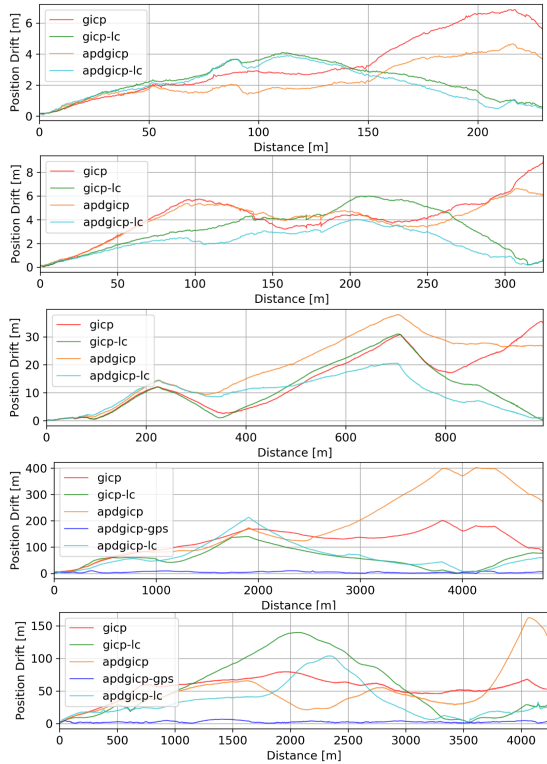 Position Drift [m]
6
4
2
0
gicp
gicp-lc
apdgicp
apdgicp-lc
0 50 100 150 200
Distance [m]
Position Drift [m]
8
6
4
2
0
gicp
gicp-lc
apdgicp
apdgicp-lc
0 50 100 150 200 250 300
Distance [m]
Position Drift [m]
30
20
10
0
gicp
gicp-lc
apdgicp
apdgicp-lc
0 200 400 600 800
Distance [m]
Position Drift [m]
400
300
200
100
0
gicp
gicp-lc
apdgicp
apdgicp-gps
apdgicp-lc
0 1000 2000 3000 4000
Distance [m]
Position Drift [m]
150
100
50
0
gicp
gicp-lc
apdgicp
apdgicp-gps
apdgicp-lc
0 500 1000 1500 2000 2500 3000 3500 4000
Distance [m]